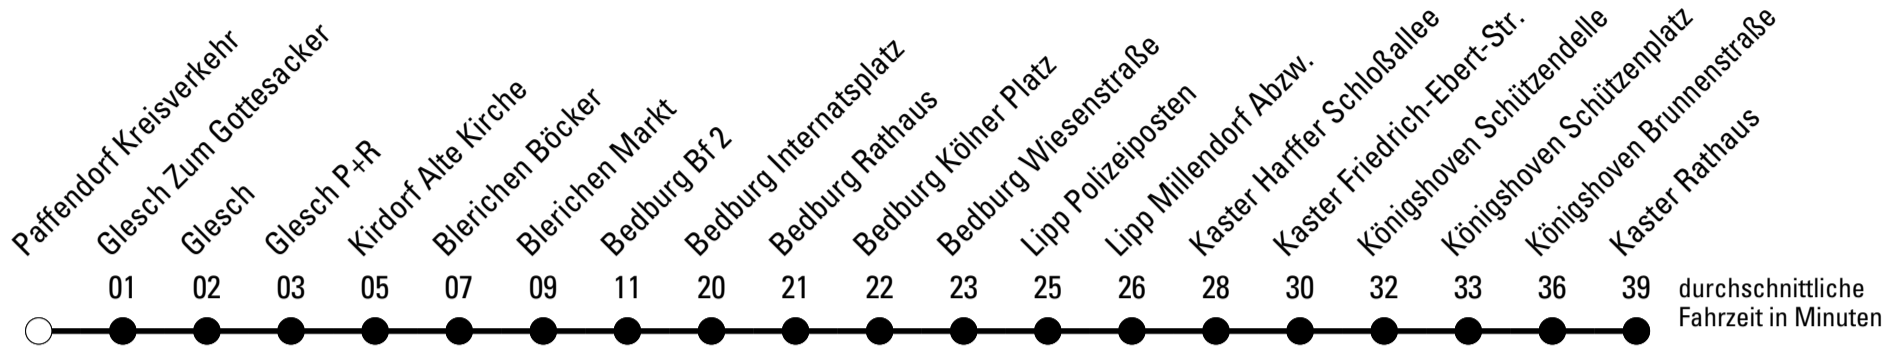 Paffendorf Kreisverkehr
Glesch Zum Gottesacker
Glesch
Glesch P+R
Kirdorf Alte Kirche
Blerichen Böcker
Blerichen Markt
Bedburg Bf 2
Bedburg Internatsplatz
Bedburg Rathaus
Bedburg Kölner Platz
Bedburg Wiesenstraße
Lipp Polizeiposten
Lipp Millendorf Abzw.
Kaster Harffer Schloßallee
Kaster Friedrich-Ebert-Str.
Königshoven Schützendelle
Königshoven Schützenplatz
Königshoven Brunnenstraße
Kaster Rathaus
01 02 03 05 07 09 11 20 21 22 23 25 26 28 30 32 33 36 39
durchschnittliche
Fahrzeit in Minuten